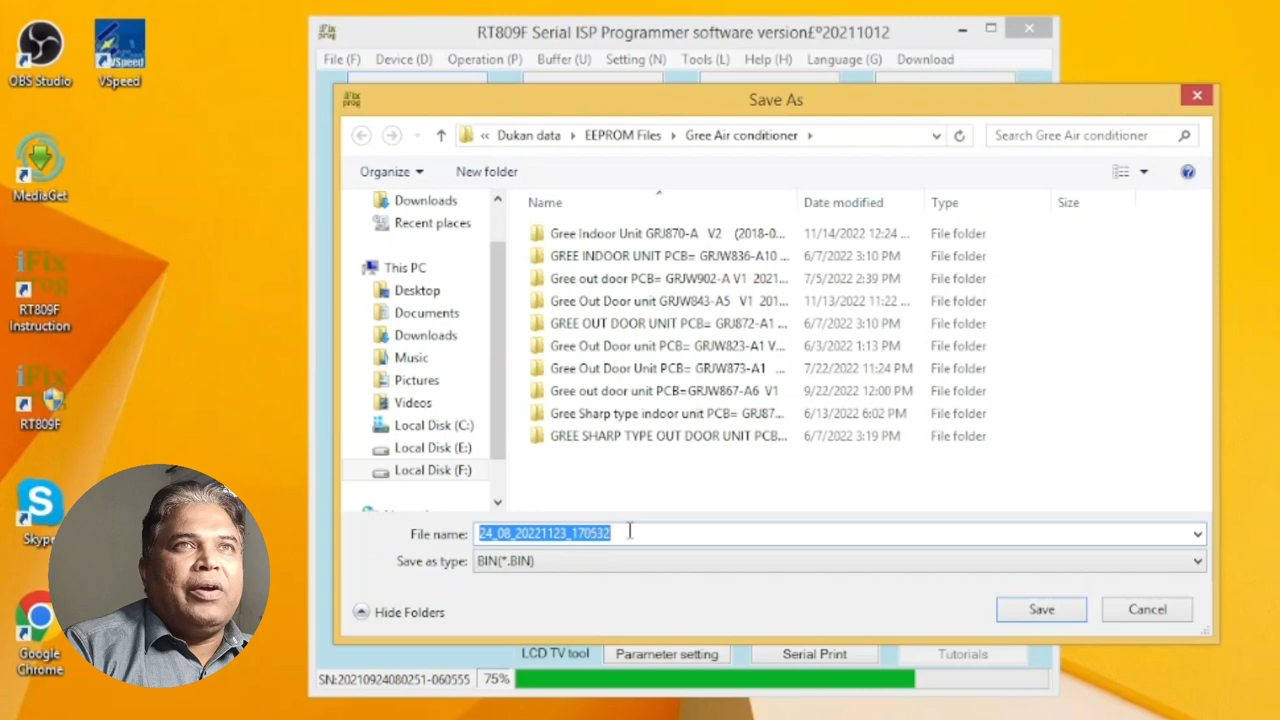 OBS Studio
VSpeed
MediaGet
iFix
prog
RT809F
Instruction
iFix
RT809F
Skype
Google
Chrome
iFix
prog
RT809F Serial ISP Programmer software version£º20211012
File (F) Device (D) Operation (P) Buffer (U) Setting (N) Tools (L) Help (H) Language (G) Download
iFix
prog
Save As
« Dukan data EEPROM Files Gree Air conditioner
Search Gree Air conditioner
Organize New folder
Downloads
Recent places
This PC
Desktop
Documents
Downloads
Music
Pictures
Videos
Local Disk (C:)
Local Disk (E:)
Local Disk (F:)
Name Date modified Type Size
Gree Indoor Unit GRJ870-A V2 (2018-0... 11/14/2022 12:24 ... File folder
GREE INDOOR UNIT PCB= GRJW836-A10 ... 6/7/2022 3:10 PM File folder
Gree out door PCB= GRJW902-A V1 2021... 7/5/2022 2:39 PM File folder
Gree Out Door unit GRJW843-A5 V1 201... 11/13/2022 11:22 ... File folder
GREE OUT DOOR UNIT PCB= GRJ872-A1 ... 6/7/2022 3:10 PM File folder
Gree Out Door unit PCB= GRJW823-A1 V... 6/3/2022 1:13 PM File folder
Gree Out Door unit PCB= GRJW873-A1 ... 7/22/2022 11:24 PM File folder
Gree out door unit PCB=GRJW867-A6 V1 9/22/2022 12:00 PM File folder
Gree Sharp type indoor unit PCB= GRJ87... 6/13/2022 6:02 PM File folder
GREE SHARP TYPE OUT DOOR UNIT PCB... 6/7/2022 3:19 PM File folder
File name: 24_08_20221123_170532
Save as type: BIN(*.BIN)
Hide Folders Save Cancel
LCD TV tool Parameter setting Serial Print Tutorials
SN:20210924080251-060555 75%